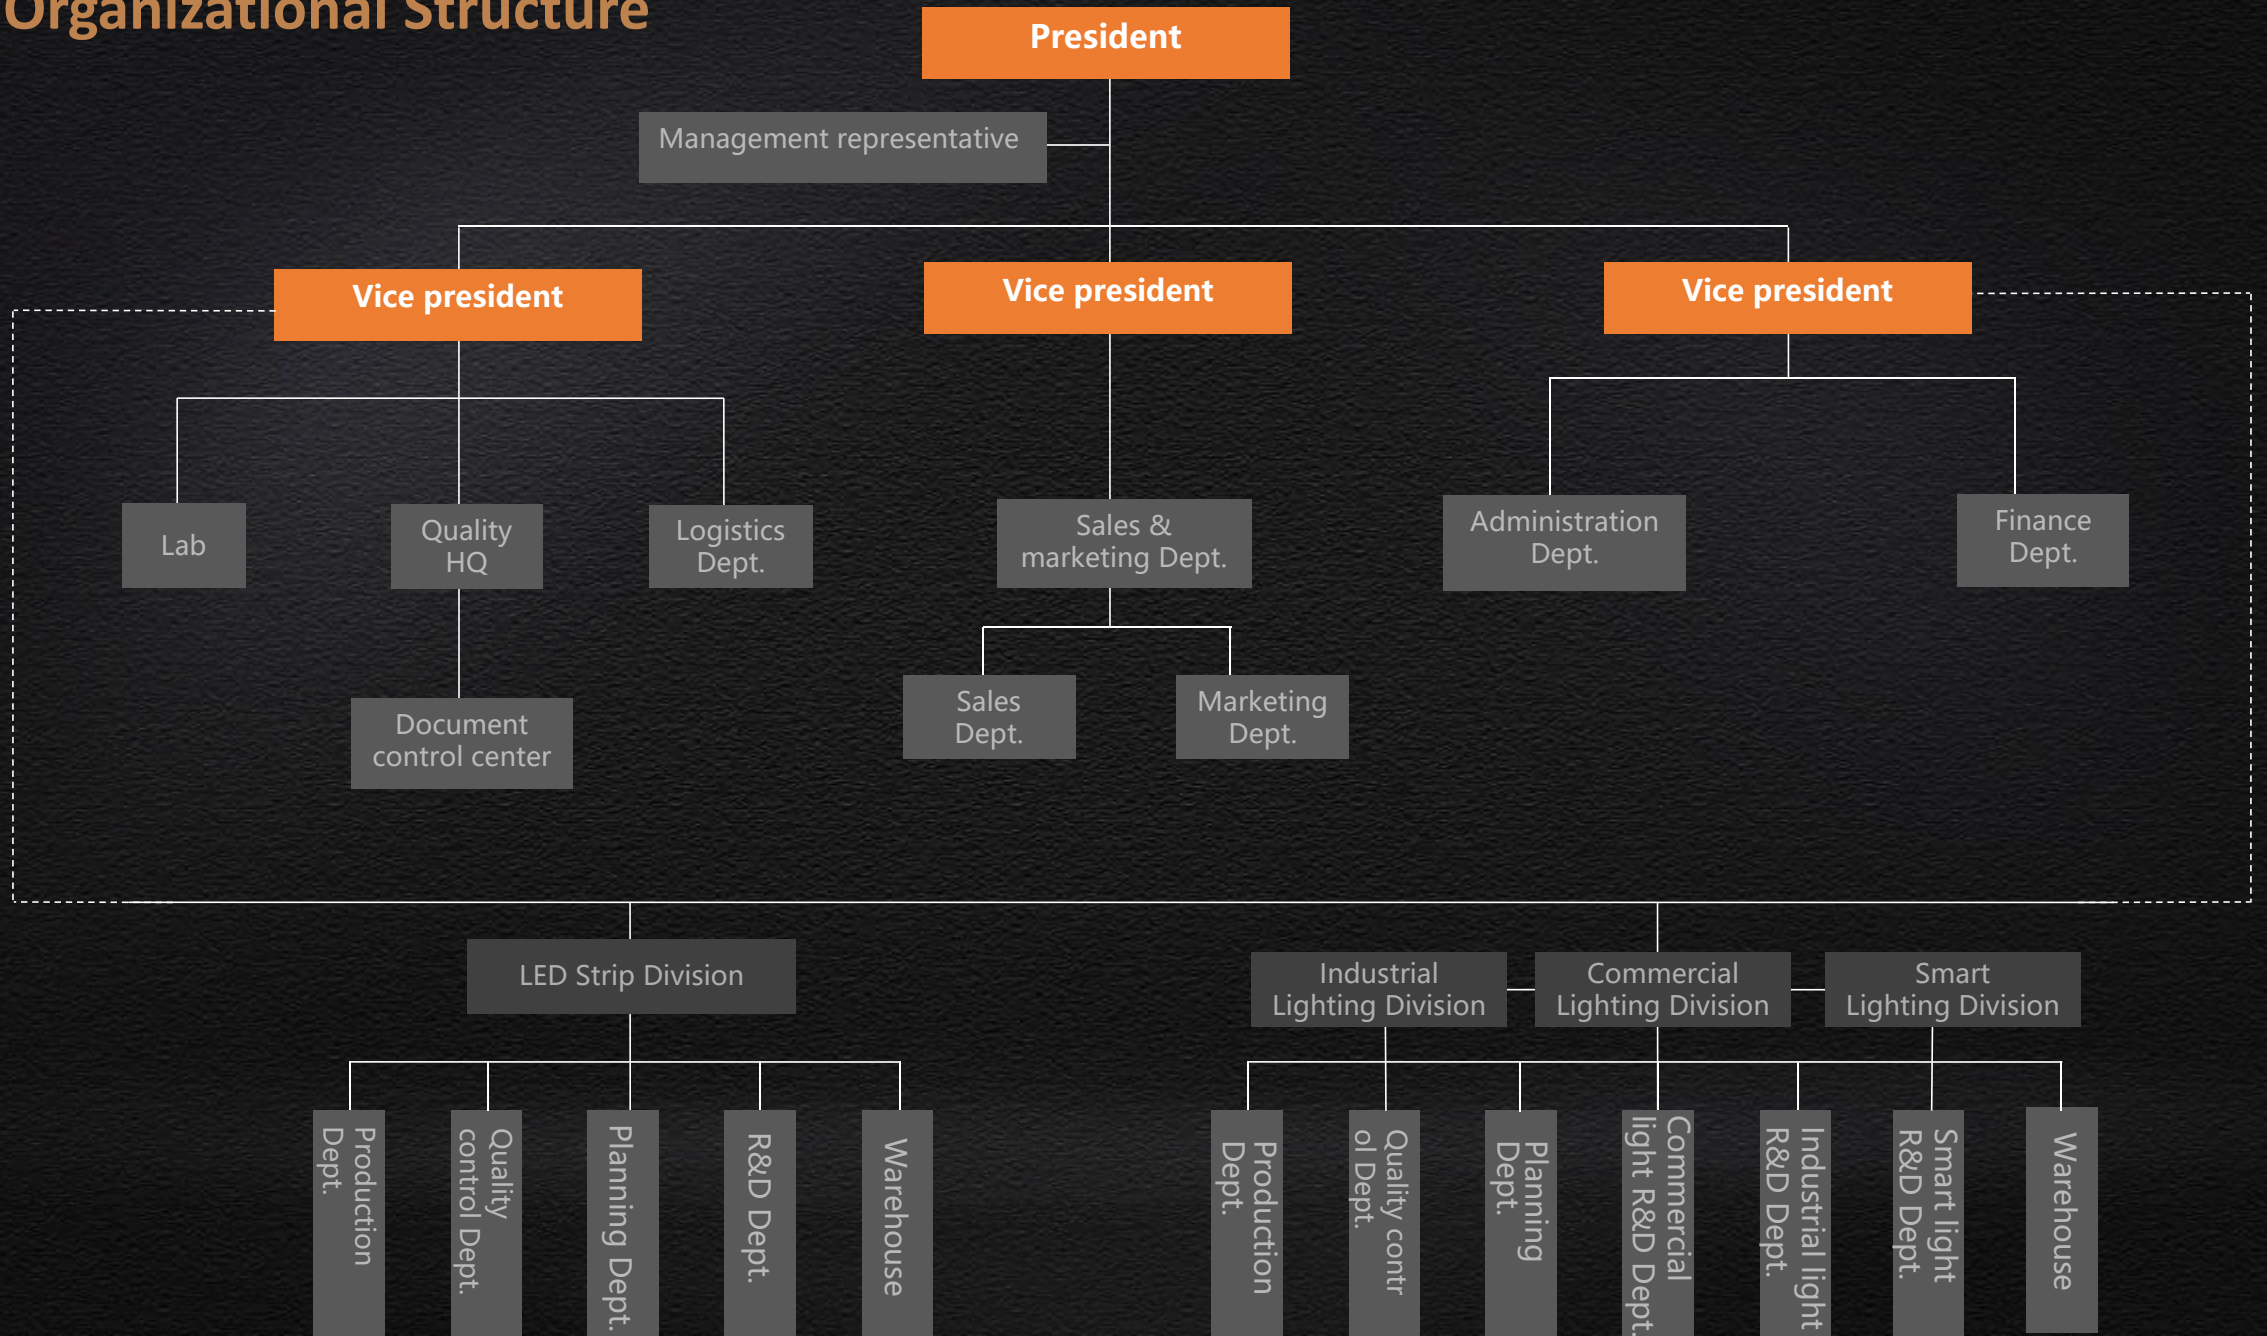 Organizational Structure
President
Management representative
Vice president
Vice president
Vice president
Lab
Quality
HQ
Logistics
Dept.
Sales &
marketing Dept.
Administration
Dept.
Finance
Dept.
Document
control center
Sales
Dept.
Marketing
Dept.
LED Strip Division
Industrial
Lighting Division
Commercial
Lighting Division
Smart
Lighting Division
Production
Dept.
Quality
control Dept.
Planning Dept.
R&D Dept.
Warehouse
Production
Dept.
Quality contr
ol Dept.
Planning
Dept.
Commercial
light R&D Dept.
Industrial light
R&D Dept.
Smart light
R&D Dept.
Warehouse